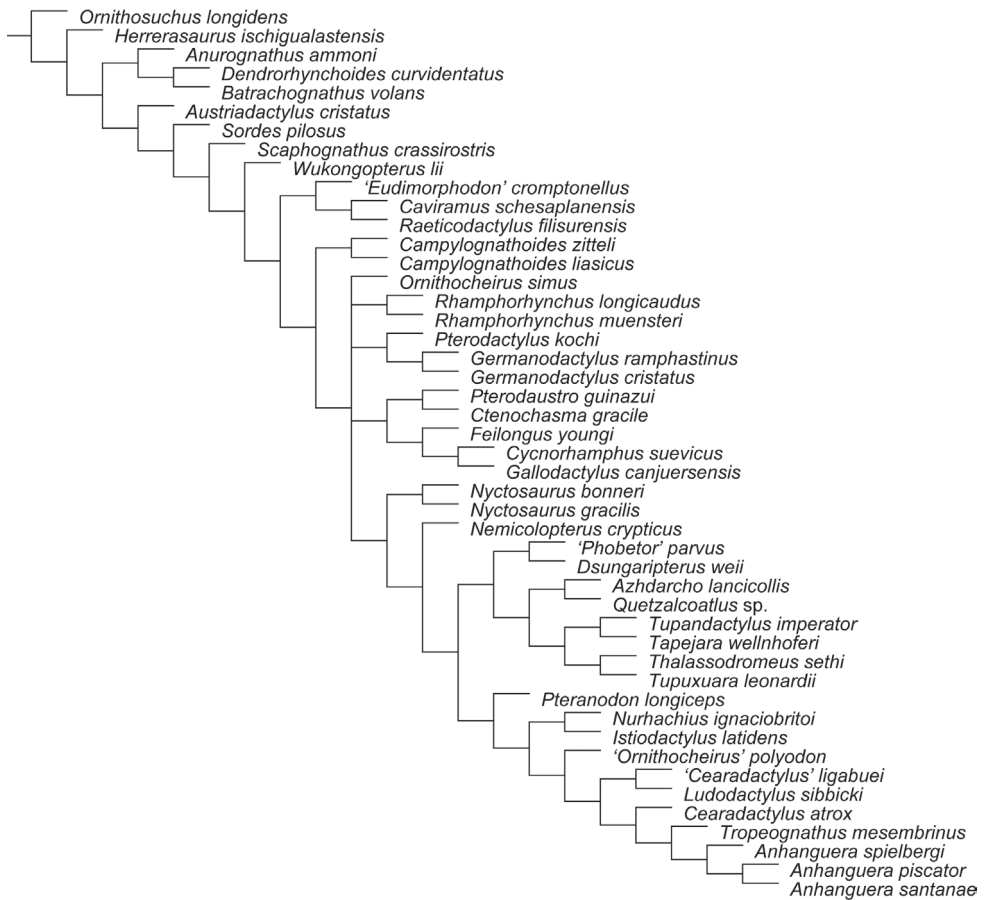 Ornithosuchus longidens
Herrerasaurus ischigualastensis
Anurognathus ammoni
Dendrorhynchoides curvidentatus
Batrachognathus volans
Austriadactylus cristatus
Sordes pilosus
Scaphognathus crassirostris
Wukongopterus lii
‘Eudimorphodon’ cromptonellus
Caviramus schesaplanensis
Raeticodactylus filisurensis
Campylognathoides zitteli
Campylognathoides liasicus
Ornithocheirus simus
Rhamphorhynchus longicaudus
Rhamphorhynchus muensteri
Pterodactylus kochi
Germanodactylus ramphastinus
Germanodactylus cristatus
Pterodaustro guinazui
Ctenochasma gracile
Feilongus youngi
Cycnorhamphus suevicus
Gallodactylus canjuersensis
Nyctosaurus bonneri
Nyctosaurus gracilis
Nemicolopterus crypticus
‘Phobetor’ parvus
Dsungaripterus weii
Azhdarcho lancicollis
Quetzalcoatlus sp.
Tupandactylus imperator
Tapejara wellnhoferi
Thalassodromeus sethi
Tupuxuara leonardii
Pteranodon longiceps
Nurhachius ignaciobritoi
Istiodactylus latidens
‘Ornithocheirus’ polyodon
‘Cearadactylus’ ligabuei
Ludodactylus sibbicki
Cearadactylus atrox
Tropeognathus mesembrinus
Anhanguera spielbergi
Anhanguera piscator
Anhanguera santanae